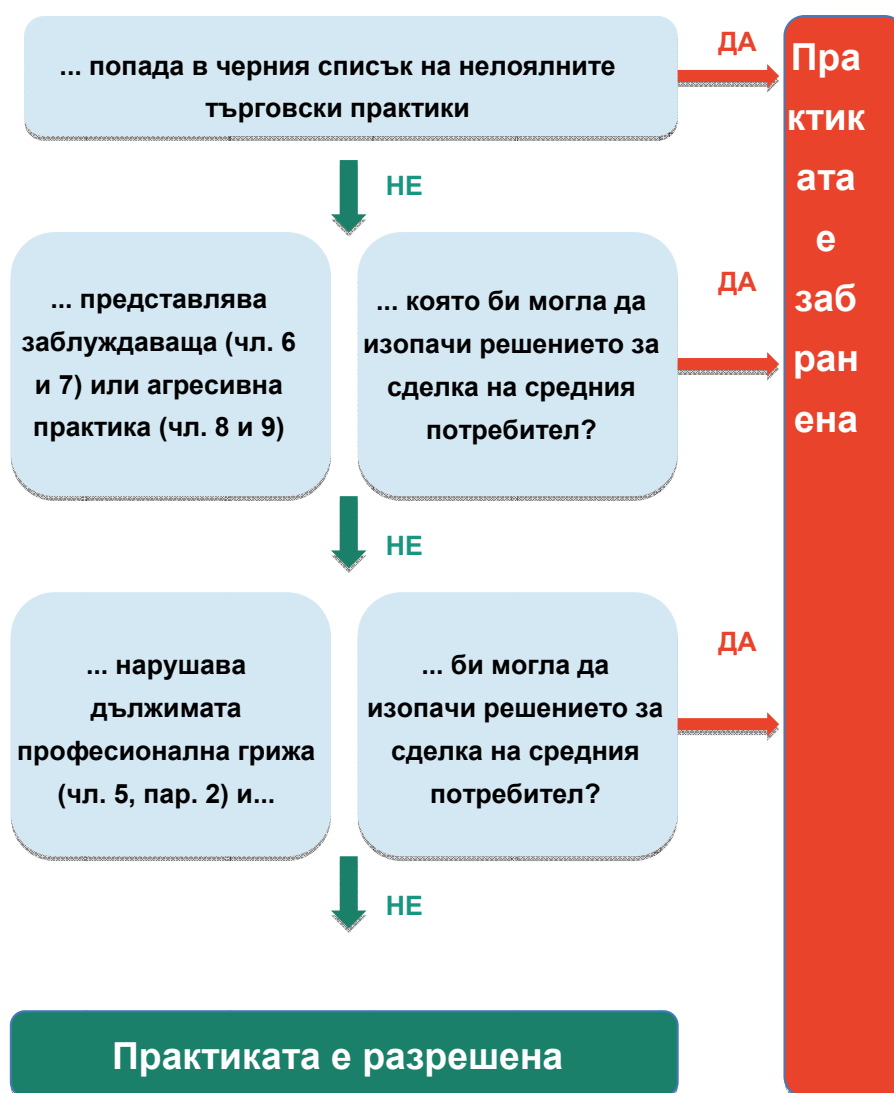 ... попада в черния списък на нелоялните
търговски практики
ДА
НЕ
... представлява
заблуждаваща (чл. 6
и 7) или агресивна
практика (чл. 8 и 9)
... която би могла да
изопачи решението за
сделка на средния
потребител?
ДА
НЕ
... нарушава
дължимата
професионална грижа
(чл. 5, пар. 2) и...
... би могла да
изопачи решението за
сделка на средния
потребител?
ДА
НЕ
Практиката е разрешена
Пра
ктик
ата
е
заб
ран
ена